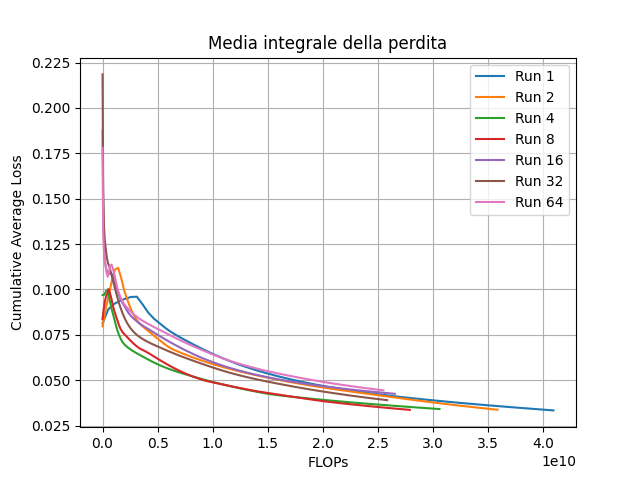 Media integrale della perdita
Cumulative Average Loss
0.225
0.200
0.175
0.150
0.125
0.100
0.075
0.050
0.025
Run 1
Run 2
Run 4
Run 8
Run 16
Run 32
Run 64
0.0 0.5 1.0 1.5 2.0 2.5 3.0 3.5 4.0
1e10
FLOPs